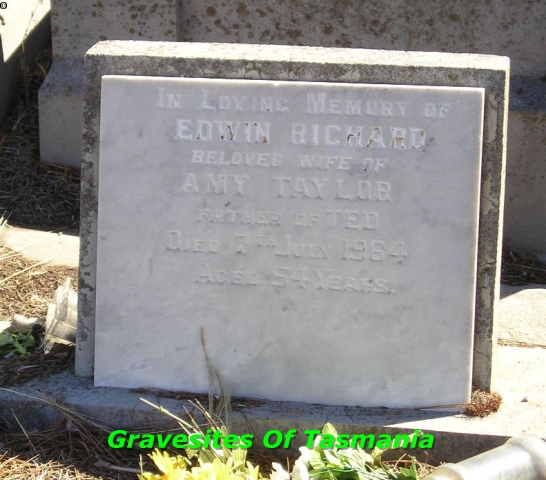 ©
In Loving Memory of
EDWIN RICHARD
BELOVED WIFE OF
AMY TAYLOR
FATHER OF TED
Died 7th July 1964
Aged 54 Years.
Gravesites Of Tasmania